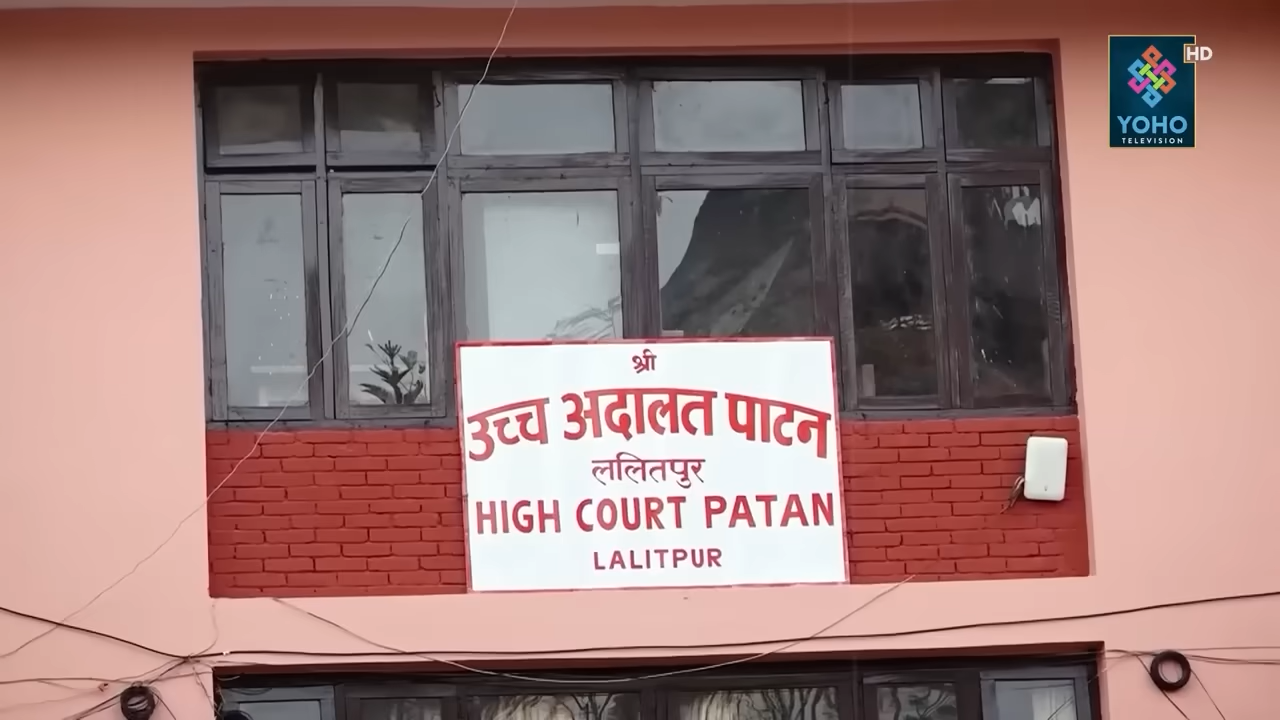 HD
YOHO
TELEVISION
श्री
उच्च अदालत पाटन
ललितपुर
HIGH COURT PATAN
LALITPUR